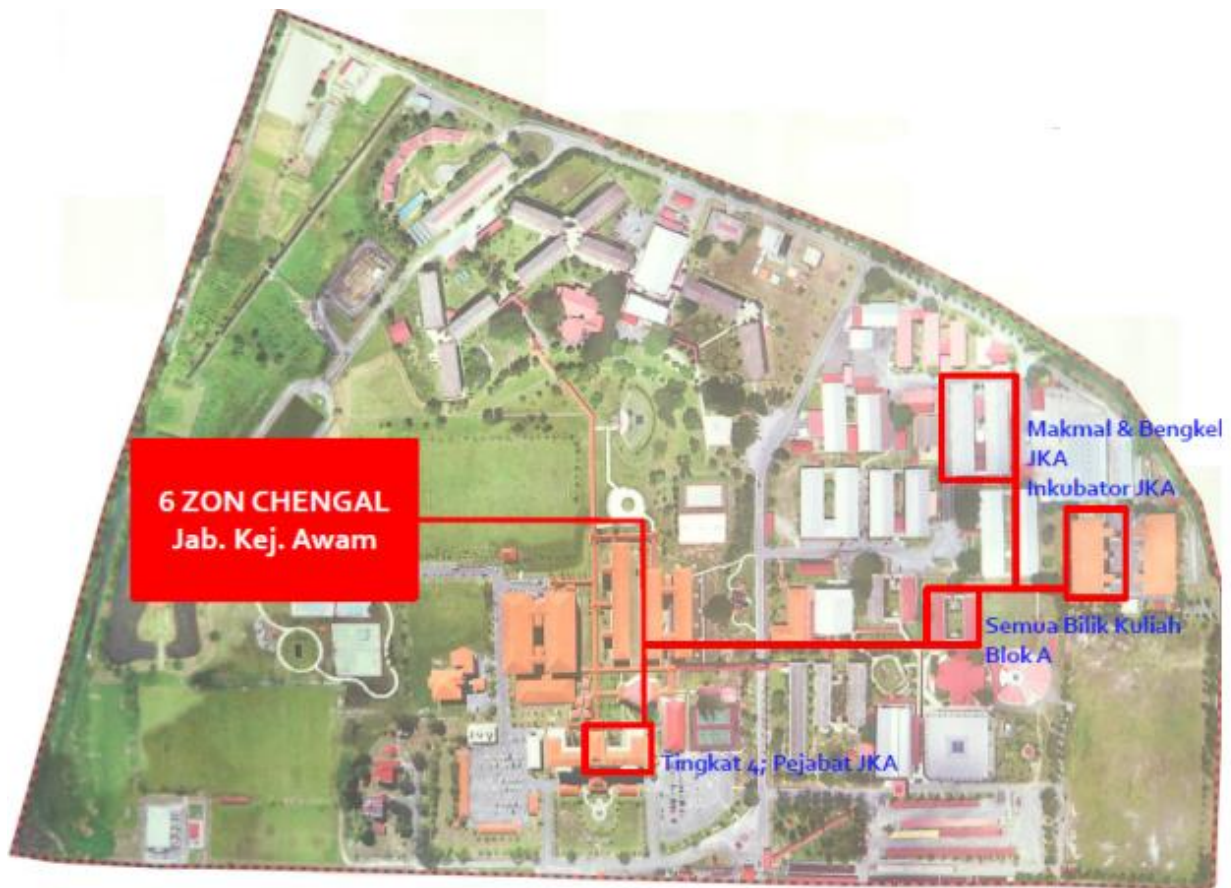 6 ZON CHENGAL
Jab. Kej. Awam
Makmal & Bengkel
JKA
Inkubator JKA
Semua Bilik Kuliah
Blok A
Tingkat 4; Pejabat JKA